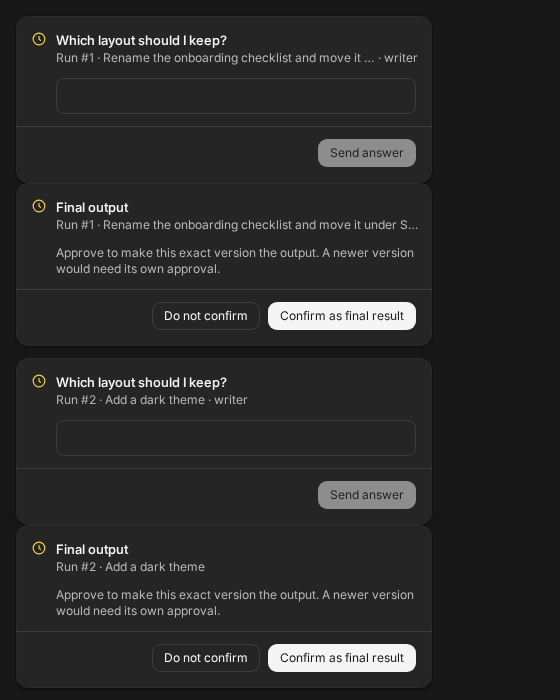 Which layout should I keep?
Run #1 · Rename the onboarding checklist and move it ... · writer
Send answer
Final output
Run #1 · Rename the onboarding checklist and move it under S...
Approve to make this exact version the output. A newer version
would need its own approval.
Do not confirm
Confirm as final result
Which layout should I keep?
Run #2 · Add a dark theme · writer
Send answer
Final output
Run #2 · Add a dark theme
Approve to make this exact version the output. A newer version
would need its own approval.
Do not confirm
Confirm as final result